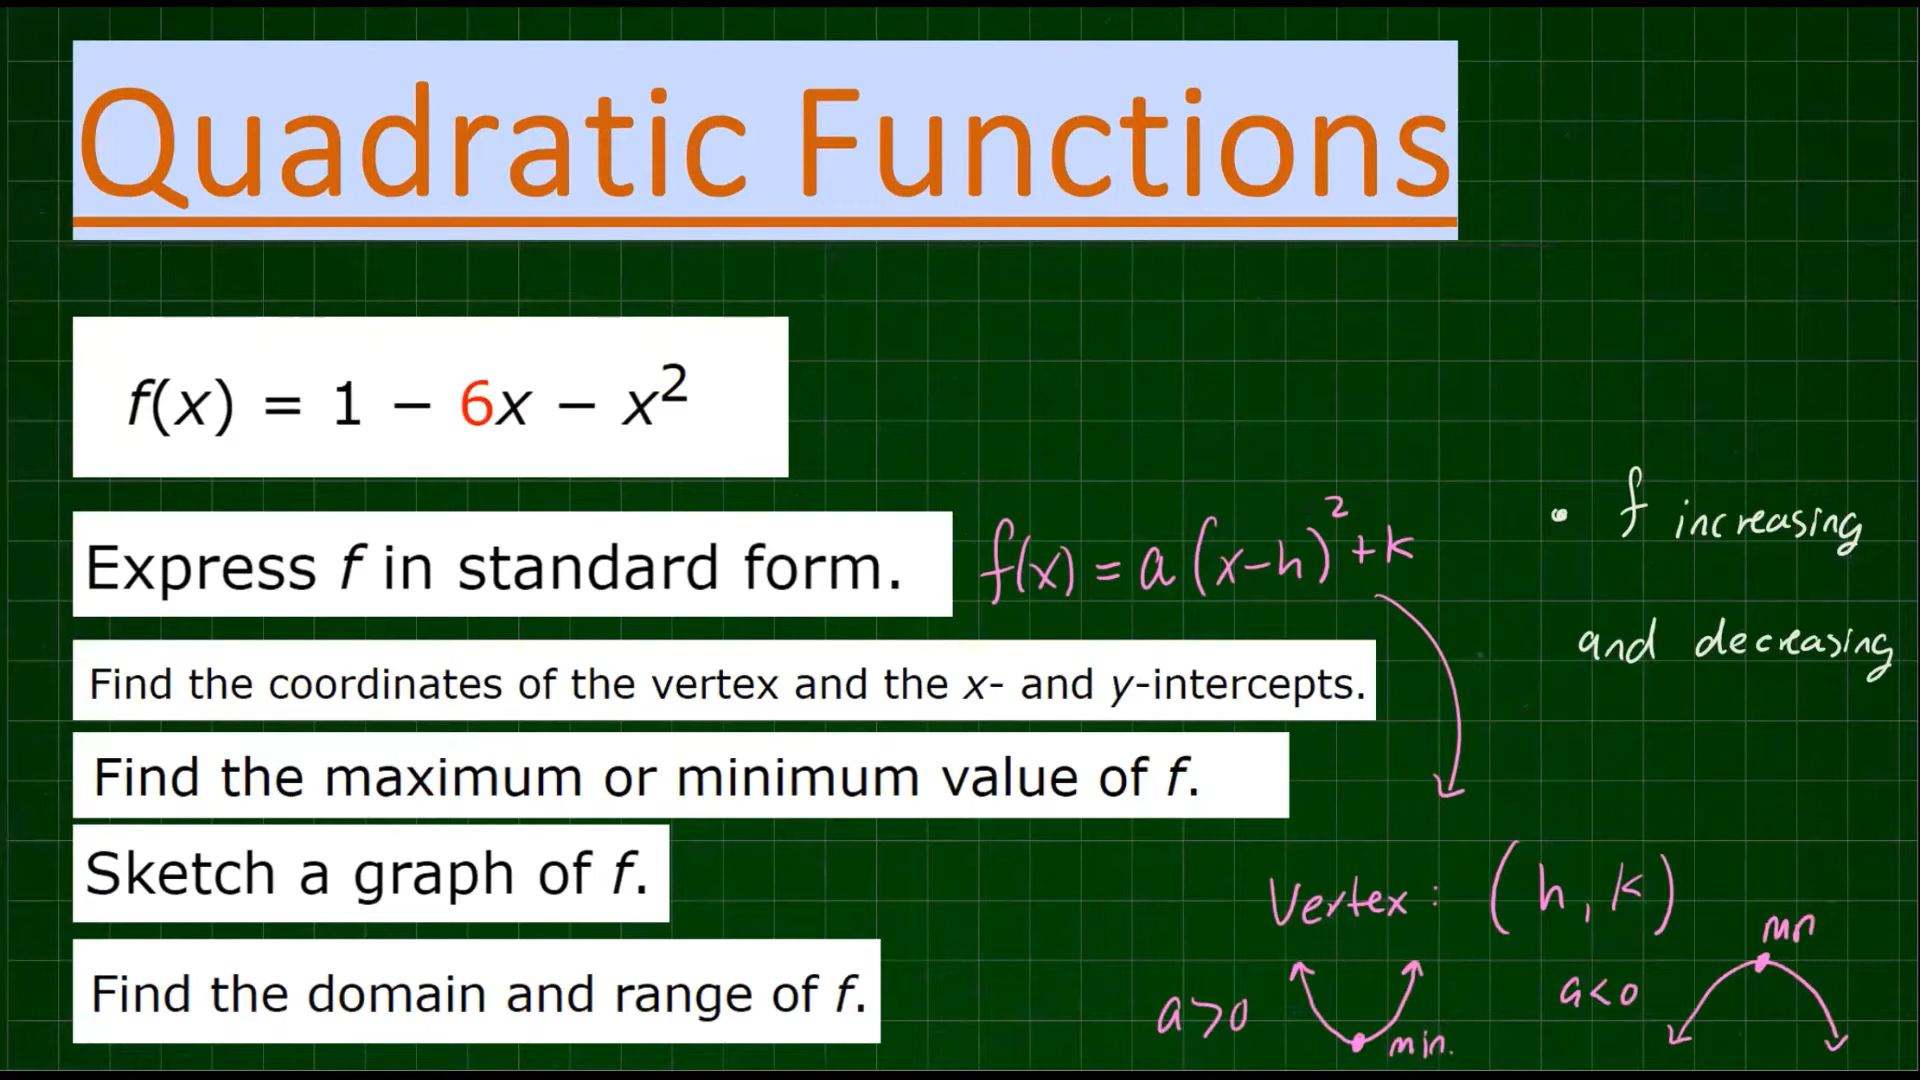 Quadratic Functions
f(x) = 1 − 6x − x²
Express f in standard form.
f(x) = a(x-h)²+k
• f increasing
and decreasing
Find the coordinates of the vertex and the x- and y-intercepts.
Find the maximum or minimum value of f.
Sketch a graph of f.
Vertex: (h, k)
Find the domain and range of f.
a>0
min.
a<0